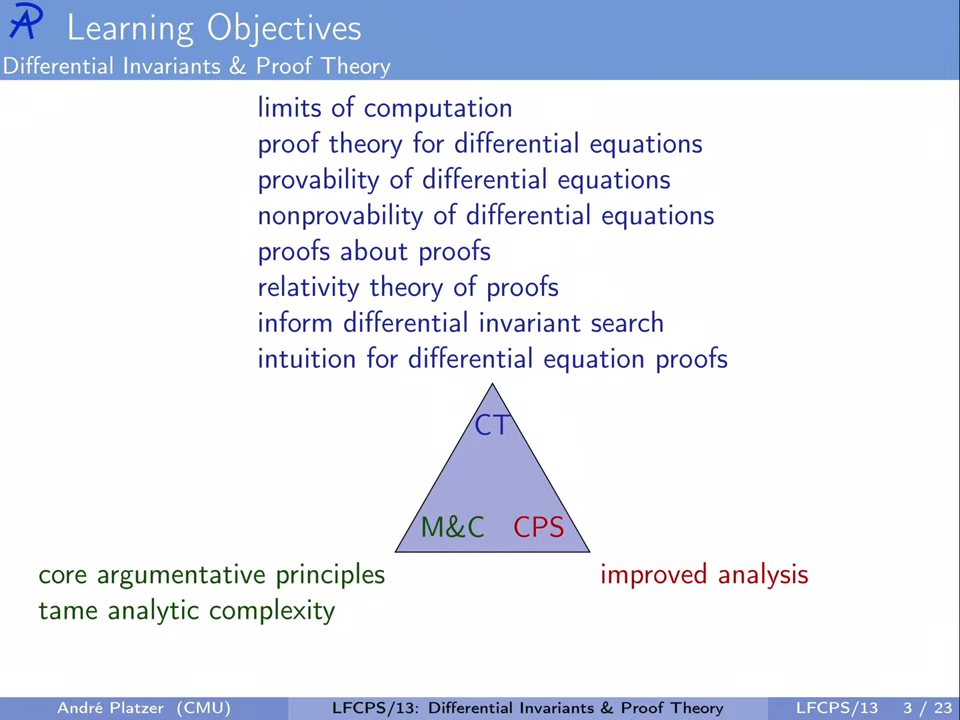 Learning Objectives
Differential Invariants & Proof Theory
limits of computation
proof theory for differential equations
provability of differential equations
nonprovability of differential equations
proofs about proofs
relativity theory of proofs
inform differential invariant search
intuition for differential equation proofs
CT
M&C CPS
core argumentative principles
tame analytic complexity
improved analysis
André Platzer (CMU) LFCPS/13: Differential Invariants & Proof Theory LFCPS/13 3 / 23